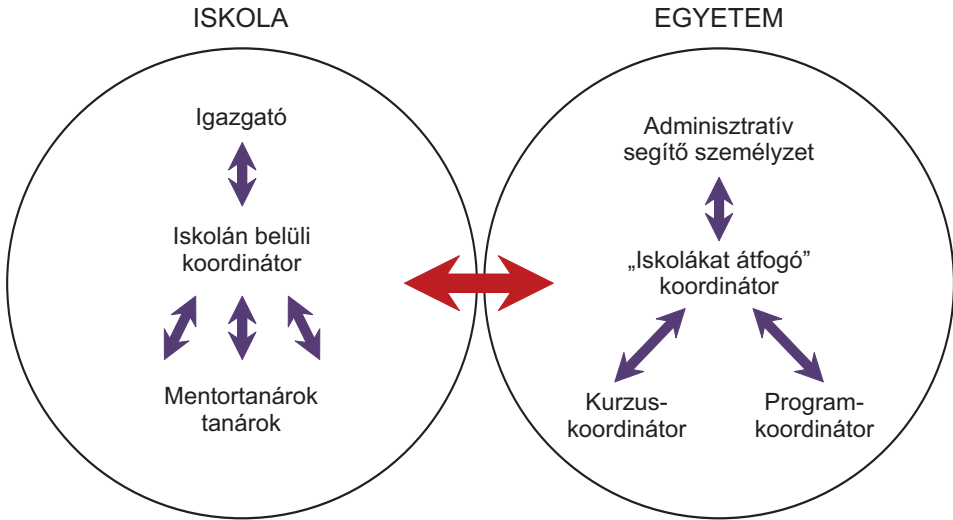 ISKOLA
Igazgató
Iskolán belüli
koordinátor
Mentortanárok
tanárok
EGYETEM
Adminisztratív
segítő személyzet
„Iskolákat átfogó”
koordinátor
Kurzus-
koordinátor
Program-
koordinátor